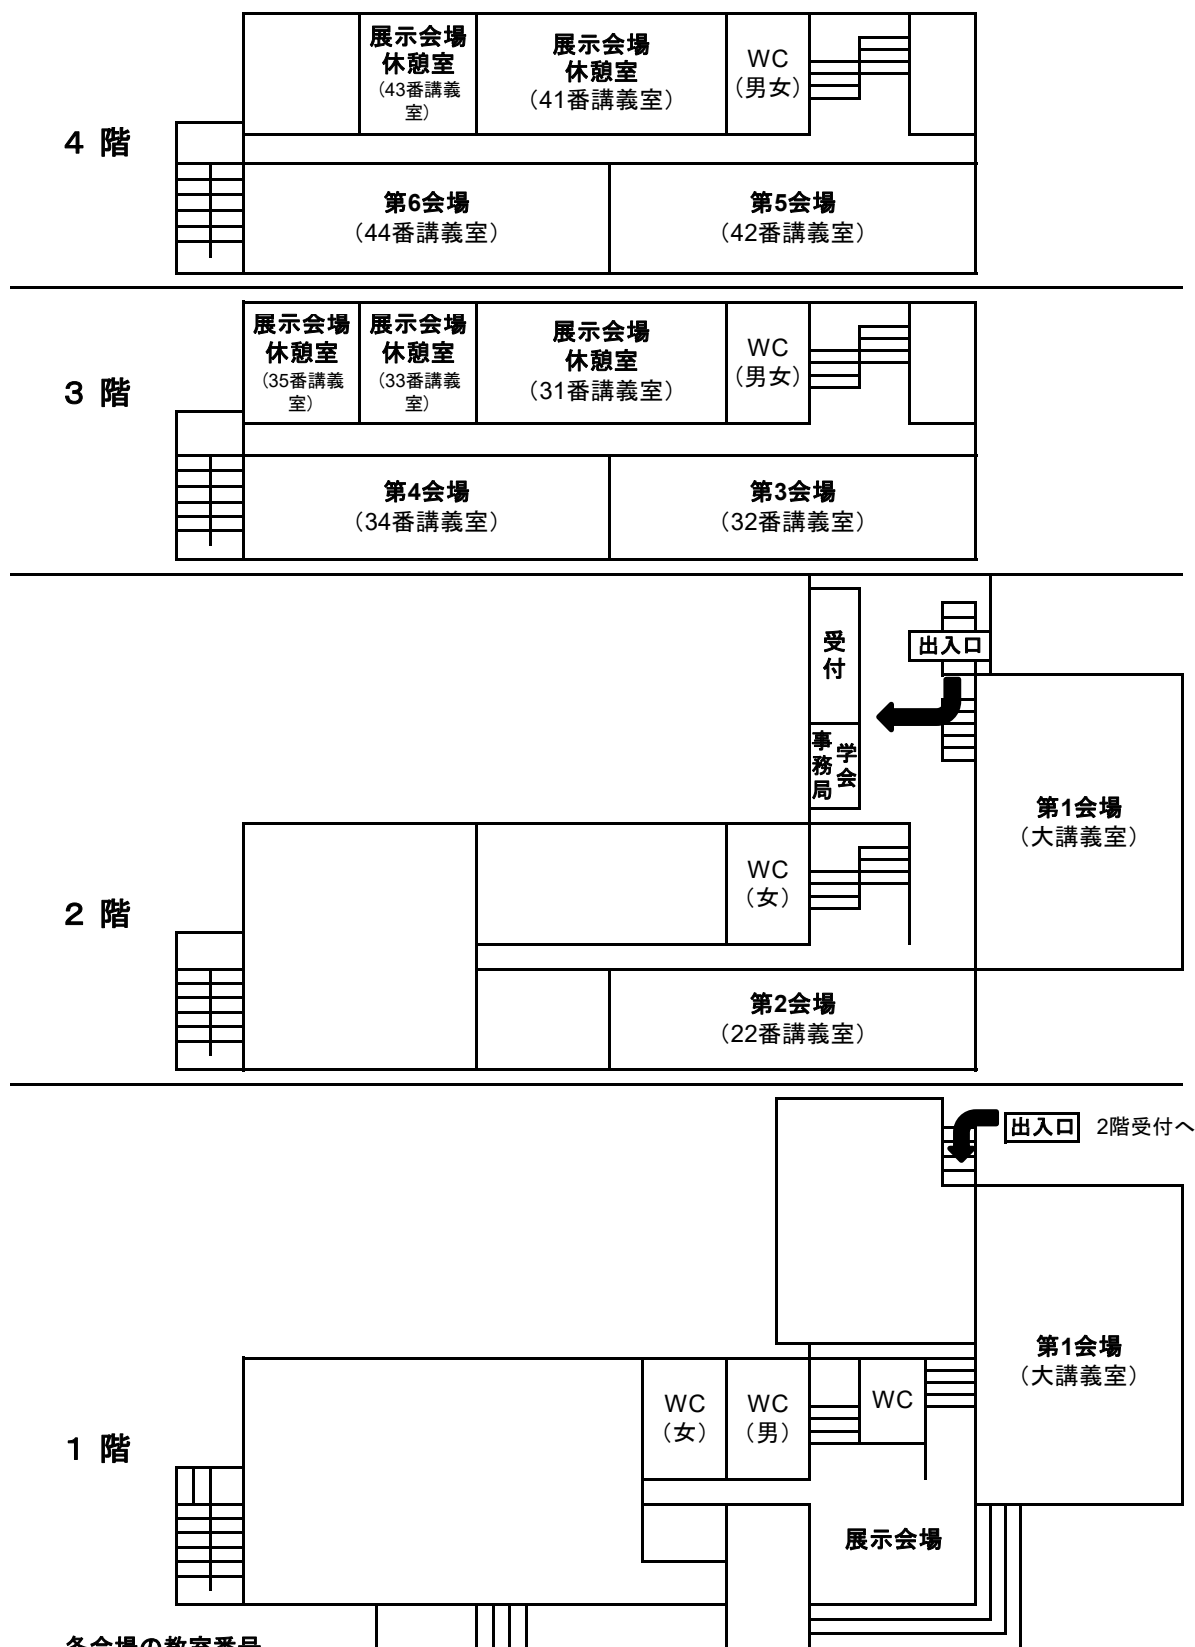 展示会場
休憩室
（43番講義
室）
展示会場
休憩室
（41番講義室）
WC
（男女）
４ 階
第6会場
（44番講義室）
第5会場
（42番講義室）
展示会場
休憩室
（35番講義
室）
展示会場
休憩室
（33番講義
室）
展示会場
休憩室
（31番講義室）
WC
（男女）
３ 階
第4会場
（34番講義室）
第3会場
（32番講義室）
受付
出入口
学会
事務局
第1会場
（大講義室）
WC
（女）
２ 階
第2会場
（22番講義室）
出入口 2階受付へ
第1会場
（大講義室）
WC
（女）
WC
（男）
WC
１ 階
展示会場
各会場の教室番号